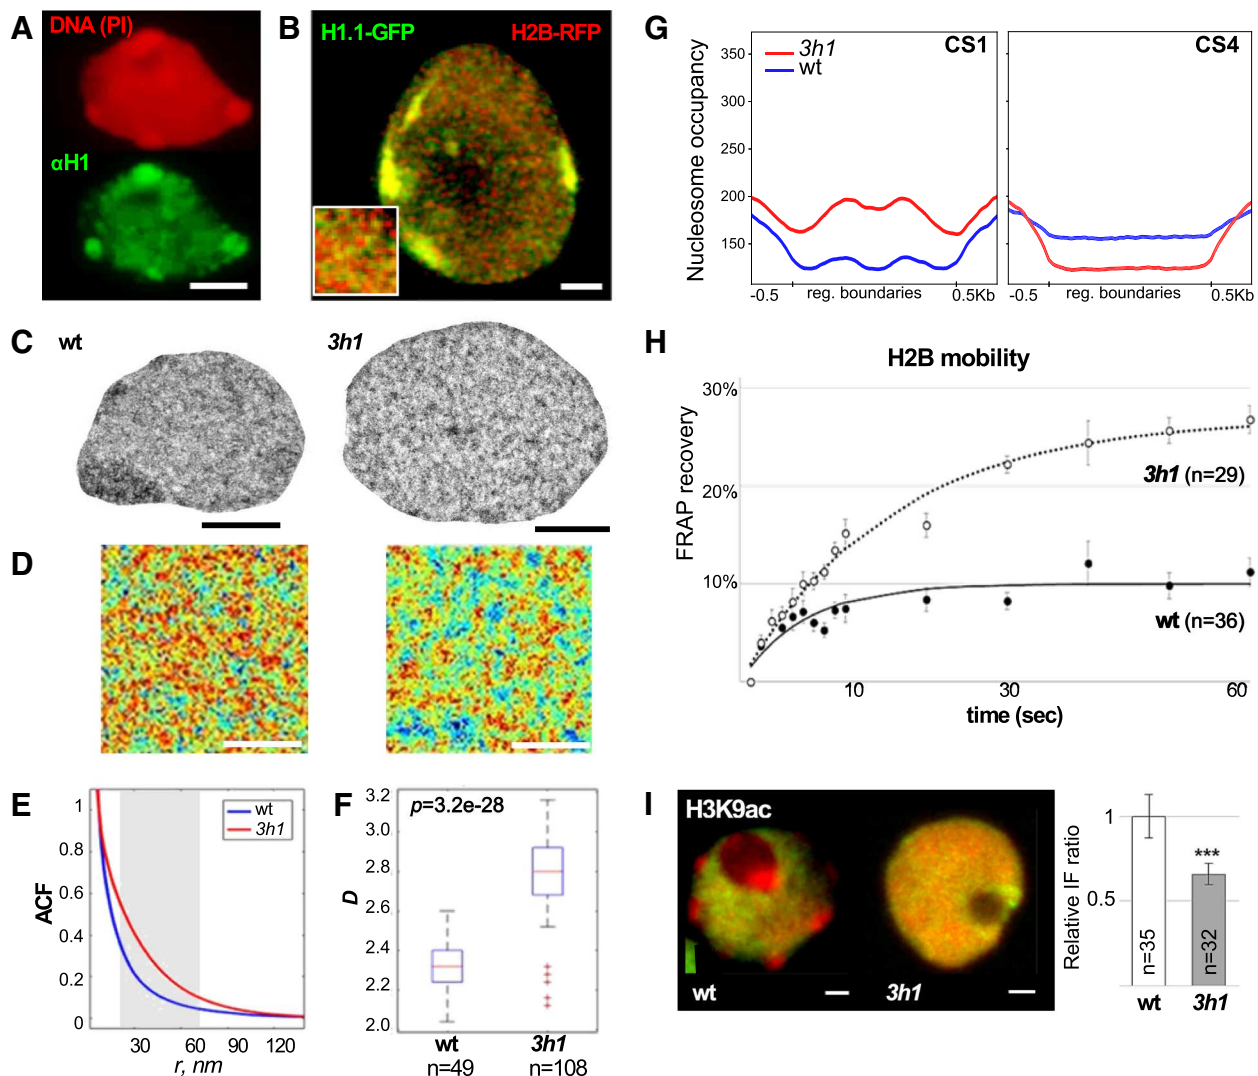 A
DNA (PI)
αH1
B
H1.1-GFP
H2B-RFP
C
wt
3h1
D
E
ACF
1
0.8
0.6
0.4
0.2
0
wt
3h1
30
60
90
120
r, nm
F
D
3.2
3.0
2.8
2.6
2.4
2.2
2.0
p=3.2e-28
wt
3h1
n=49
n=108
G
Nucleosome occupancy
350
300
250
200
150
3h1
wt
CS1
CS4
-0.5
reg. boundaries
0.5Kb
-0.5
reg. boundaries
0.5Kb
H
H2B mobility
FRAP recovery
30%
20%
10%
3h1 (n=29)
wt (n=36)
10
30
60
time (sec)
I
H3K9ac
wt
3h1
Relative IF ratio
1
0.5
***
n=35
n=32
wt
3h1